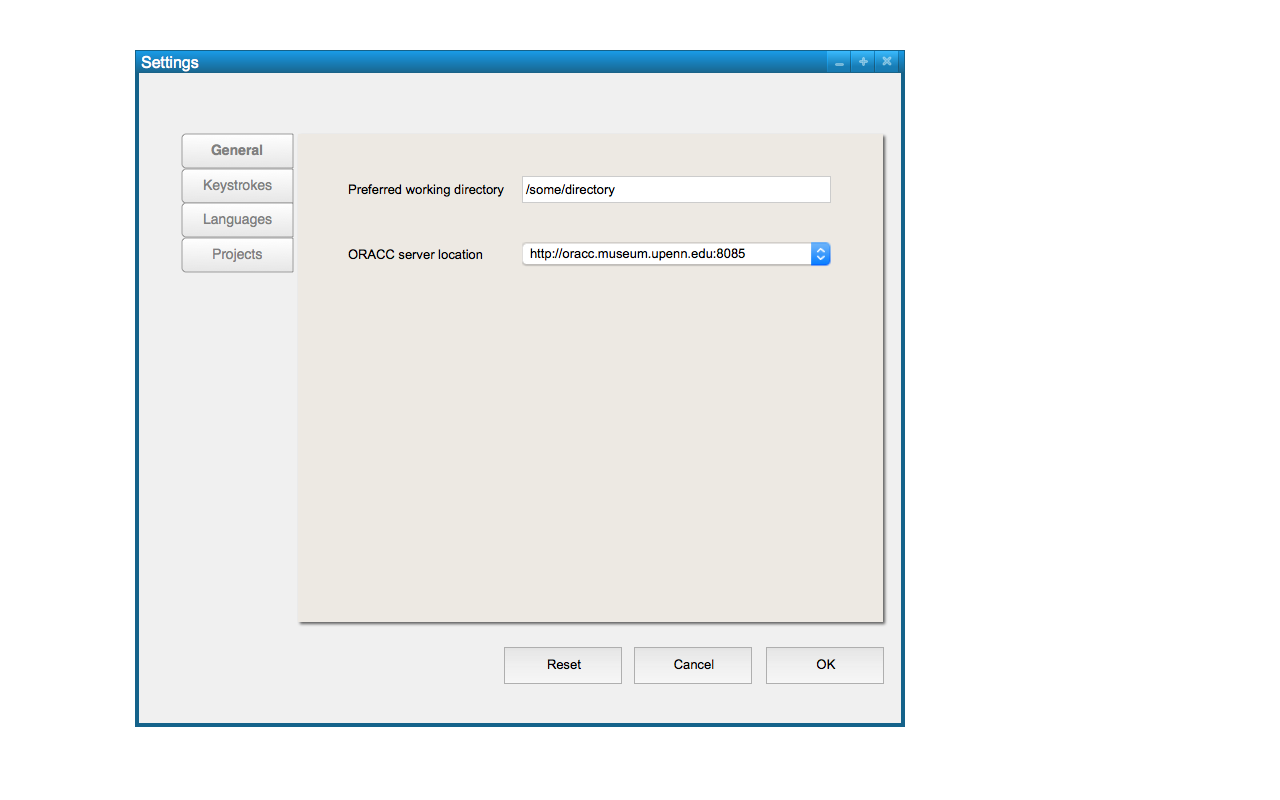 Settings
General
Keystrokes
Languages
Projects
Preferred working directory /some/directory
ORACC server location http://oracc.museum.upenn.edu:8085
Reset Cancel OK